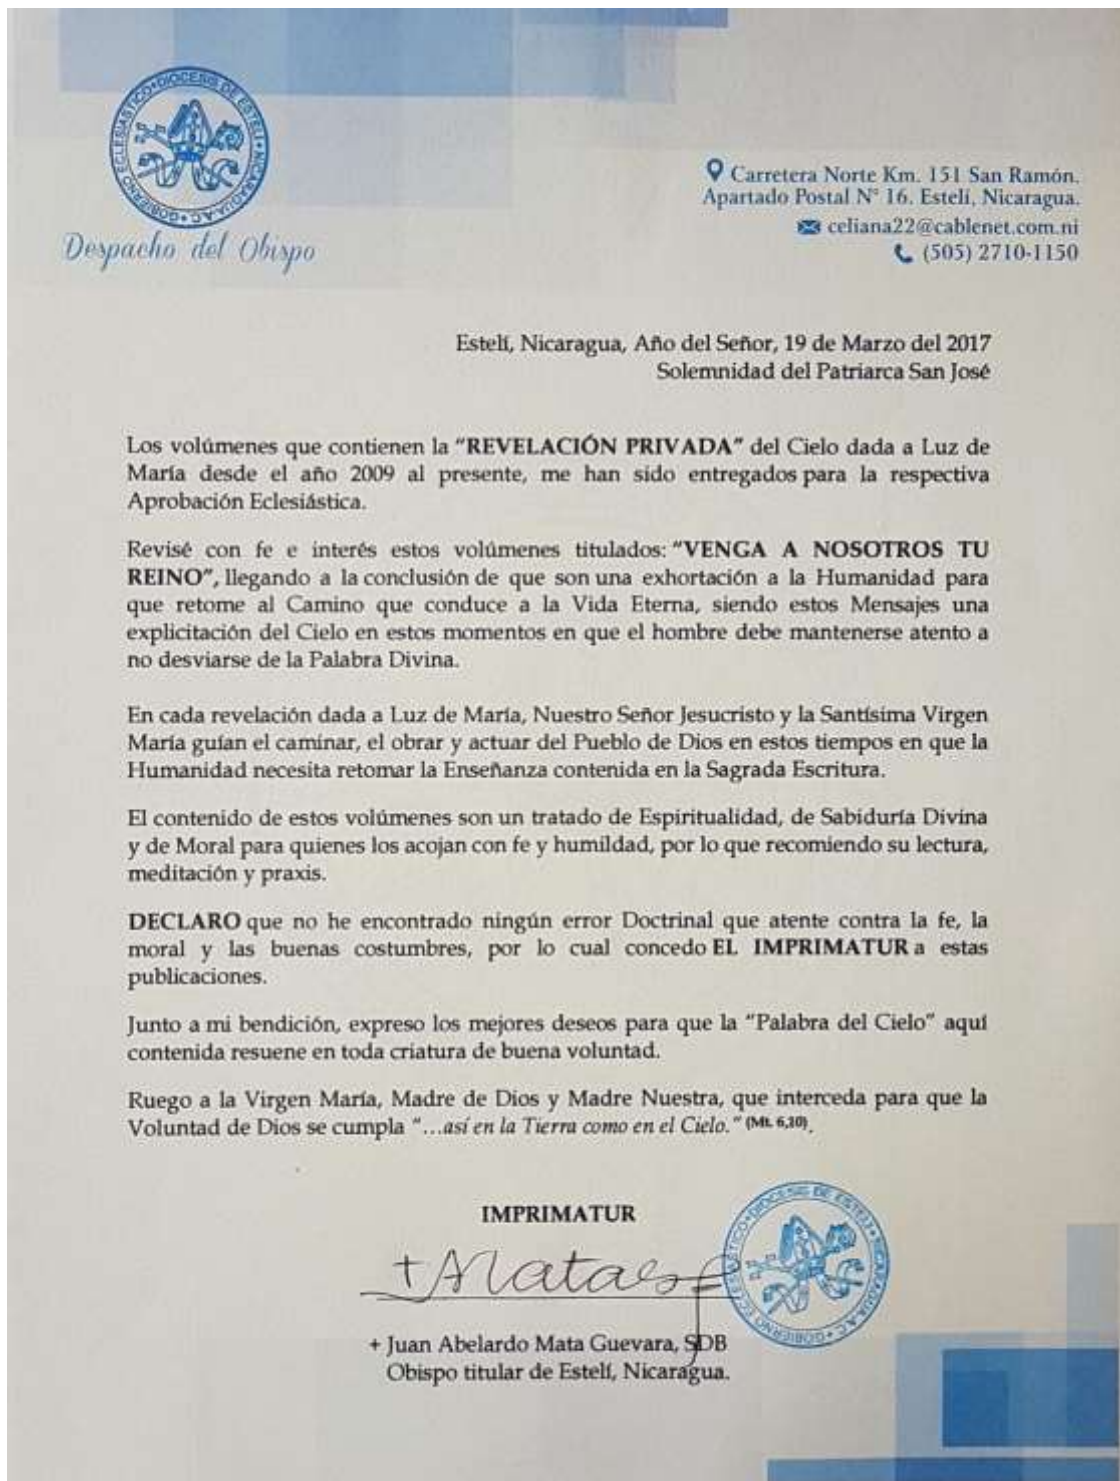 GOBIERNO ECLESIASTICO • DIOCESIS DE ESTELI • NICARAGUA, A.C.
Despacho del Obispo
Carretera Norte Km. 151 San Ramón.
Apartado Postal N° 16. Estelí, Nicaragua.
celiana22@cablenet.com.ni
(505) 2710-1150
Estelí, Nicaragua, Año del Señor, 19 de Marzo del 2017
Solemnidad del Patriarca San José
Los volúmenes que contienen la "REVELACIÓN PRIVADA" del Cielo dada a Luz de
María desde el año 2009 al presente, me han sido entregados para la respectiva
Aprobación Eclesiástica.
Revisé con fe e interés estos volúmenes titulados: "VENGA A NOSOTROS TU
REINO", llegando a la conclusión de que son una exhortación a la Humanidad para
que retome al Camino que conduce a la Vida Eterna, siendo estos Mensajes una
explicitación del Cielo en estos momentos en que el hombre debe mantenerse atento a
no desviarse de la Palabra Divina.
En cada revelación dada a Luz de María, Nuestro Señor Jesucristo y la Santísima Virgen
María guían el caminar, el obrar y actuar del Pueblo de Dios en estos tiempos en que la
Humanidad necesita retomar la Enseñanza contenida en la Sagrada Escritura.
El contenido de estos volúmenes son un tratado de Espiritualidad, de Sabiduría Divina
y de Moral para quienes los acojan con fe y humildad, por lo que recomiendo su lectura,
meditación y praxis.
DECLARO que no he encontrado ningún error Doctrinal que atente contra la fe, la
moral y las buenas costumbres, por lo cual concedo EL IMPRIMATUR a estas
publicaciones.
Junto a mi bendición, expreso los mejores deseos para que la "Palabra del Cielo" aquí
contenida resuene en toda criatura de buena voluntad.
Ruego a la Virgen María, Madre de Dios y Madre Nuestra, que interceda para que la
Voluntad de Dios se cumpla "...así en la Tierra como en el Cielo." (Mt. 6,10).
IMPRIMATUR
+ A Matas
GOBIERNO ECLESIASTICO • DIOCESIS DE ESTELI • NICARAGUA, A.C.
+ Juan Abelardo Mata Guevara, SDB
Obispo titular de Estelí, Nicaragua.